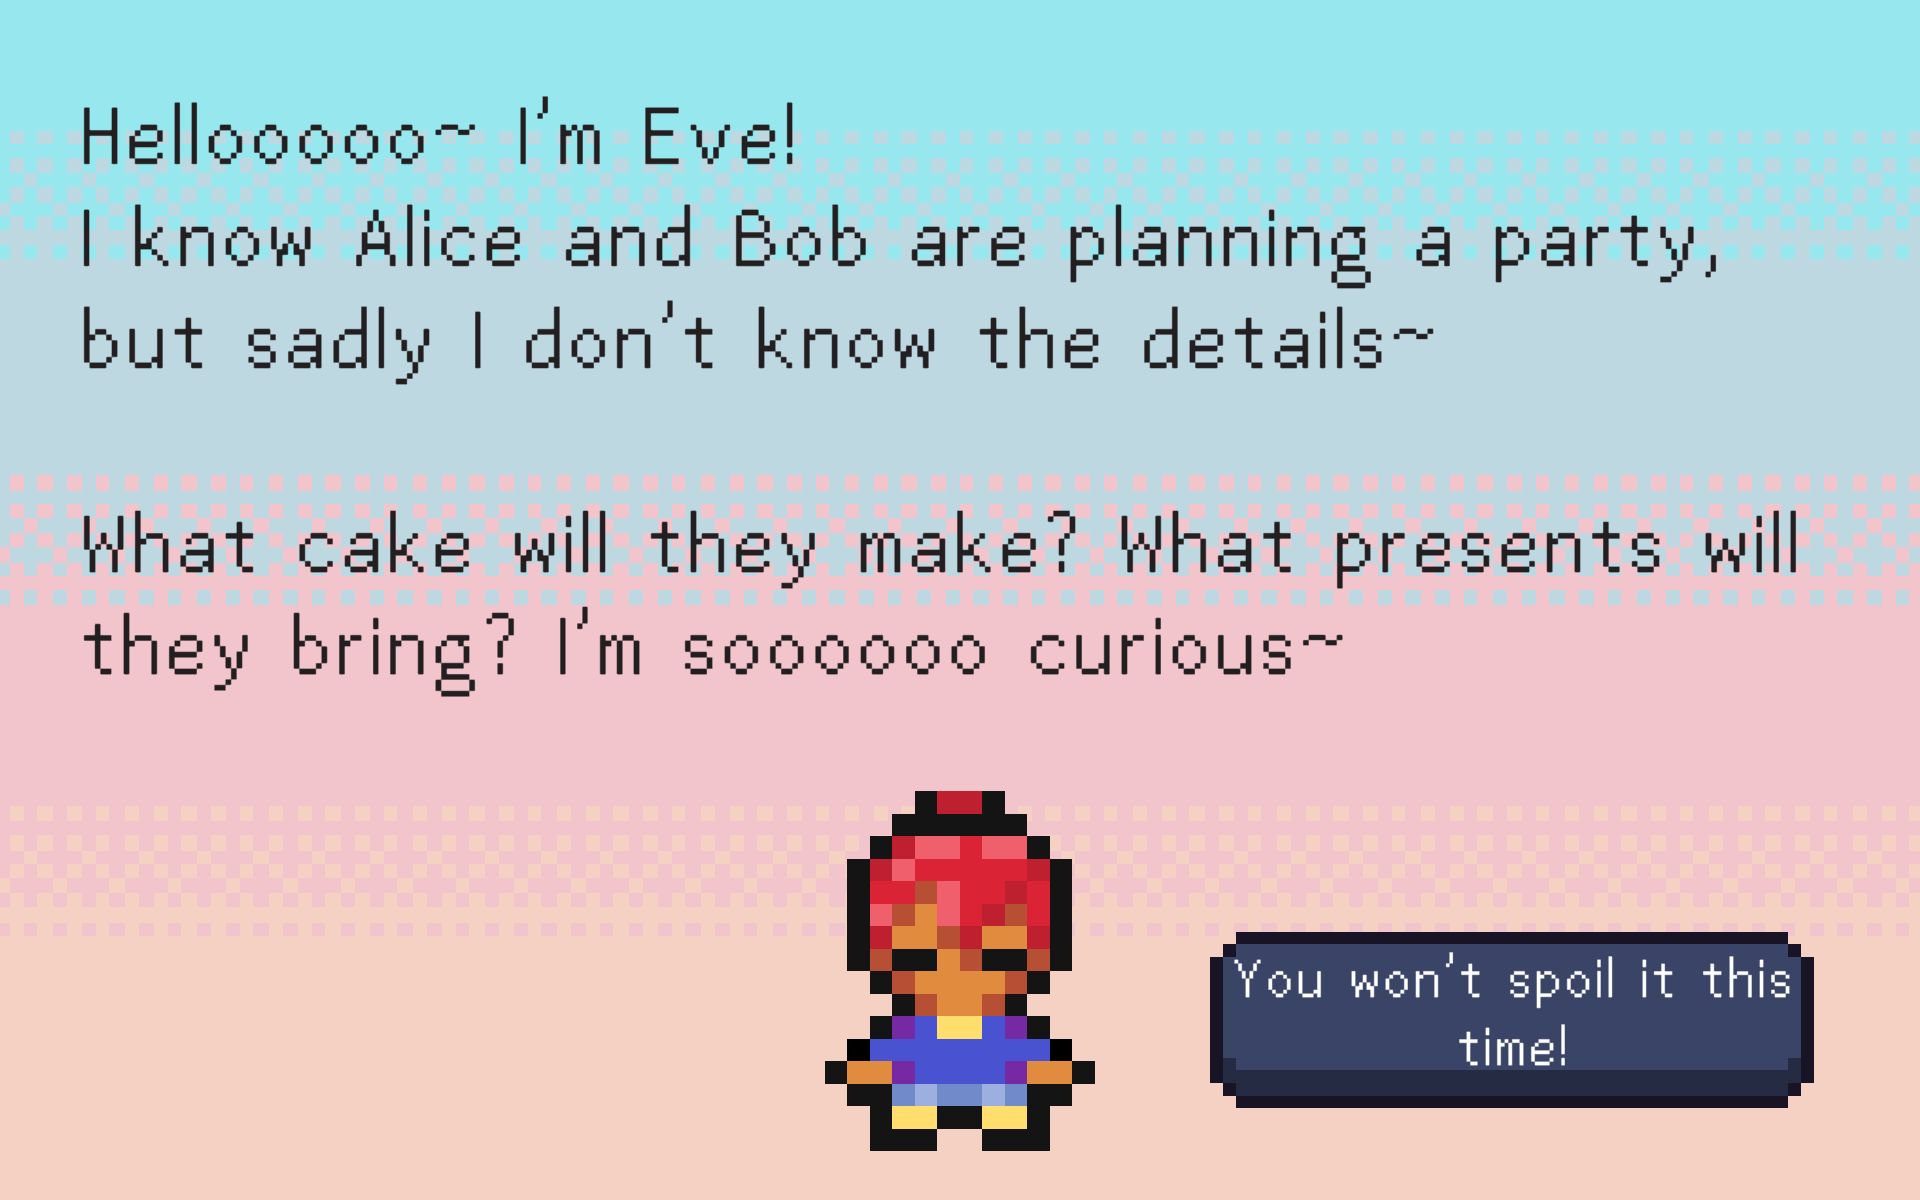 Hellooooo~ I'm Eve!
I know Alice and Bob are planning a party,
but sadly I don't know the details~
What cake will they make? What presents will
they bring? I'm soooooo curious~
You won't spoil it this
time!